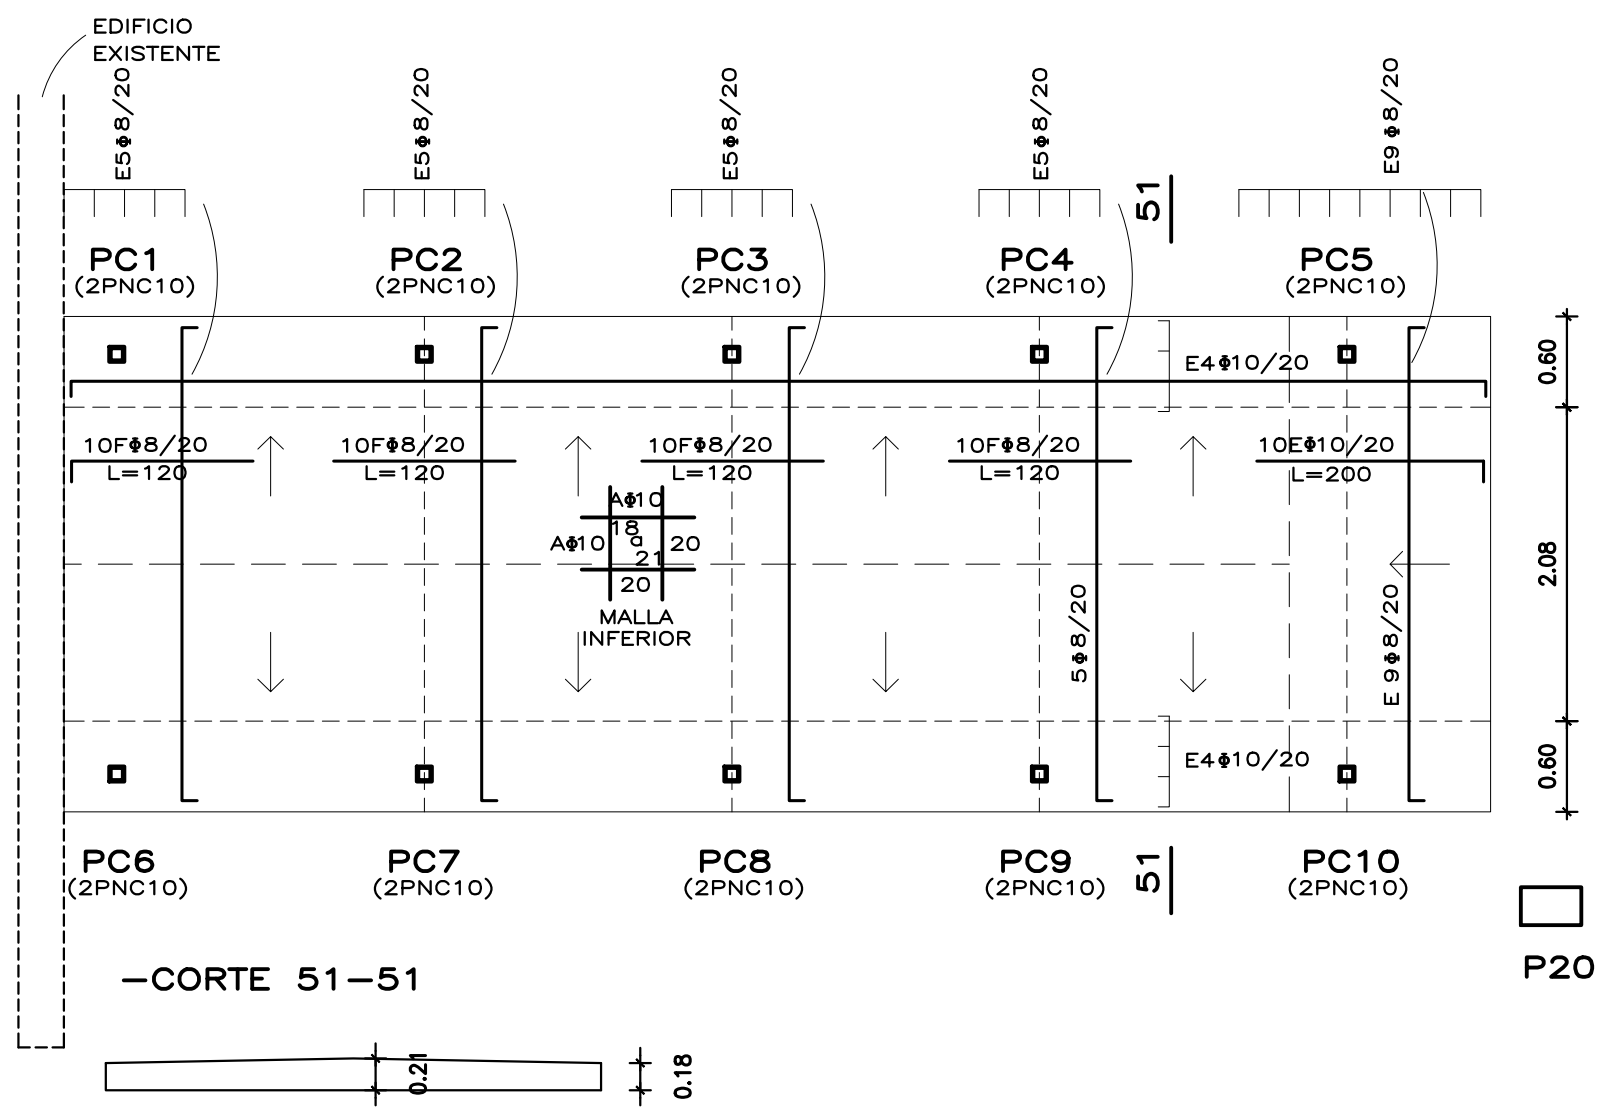 EDIFICIO
EXISTENTE
E5Φ8/20
E5Φ8/20
E5Φ8/20
E5Φ8/20
E9Φ8/20
51
PC1
(2PNC10)
PC2
(2PNC10)
PC3
(2PNC10)
PC4
(2PNC10)
PC5
(2PNC10)
E4Φ10/20
0.60
10FΦ8/20
L=120
10FΦ8/20
L=120
10FΦ8/20
L=120
10FΦ8/20
L=120
10EΦ10/20
L=200
AΦ10
18
a
21
AΦ10
20
20
MALLA
INFERIOR
5Φ8/20
E 9Φ8/20
2.08
E4Φ10/20
0.60
PC6
(2PNC10)
PC7
(2PNC10)
PC8
(2PNC10)
PC9
(2PNC10)
51
PC10
(2PNC10)
P20
-CORTE 51-51
0.21
0.18